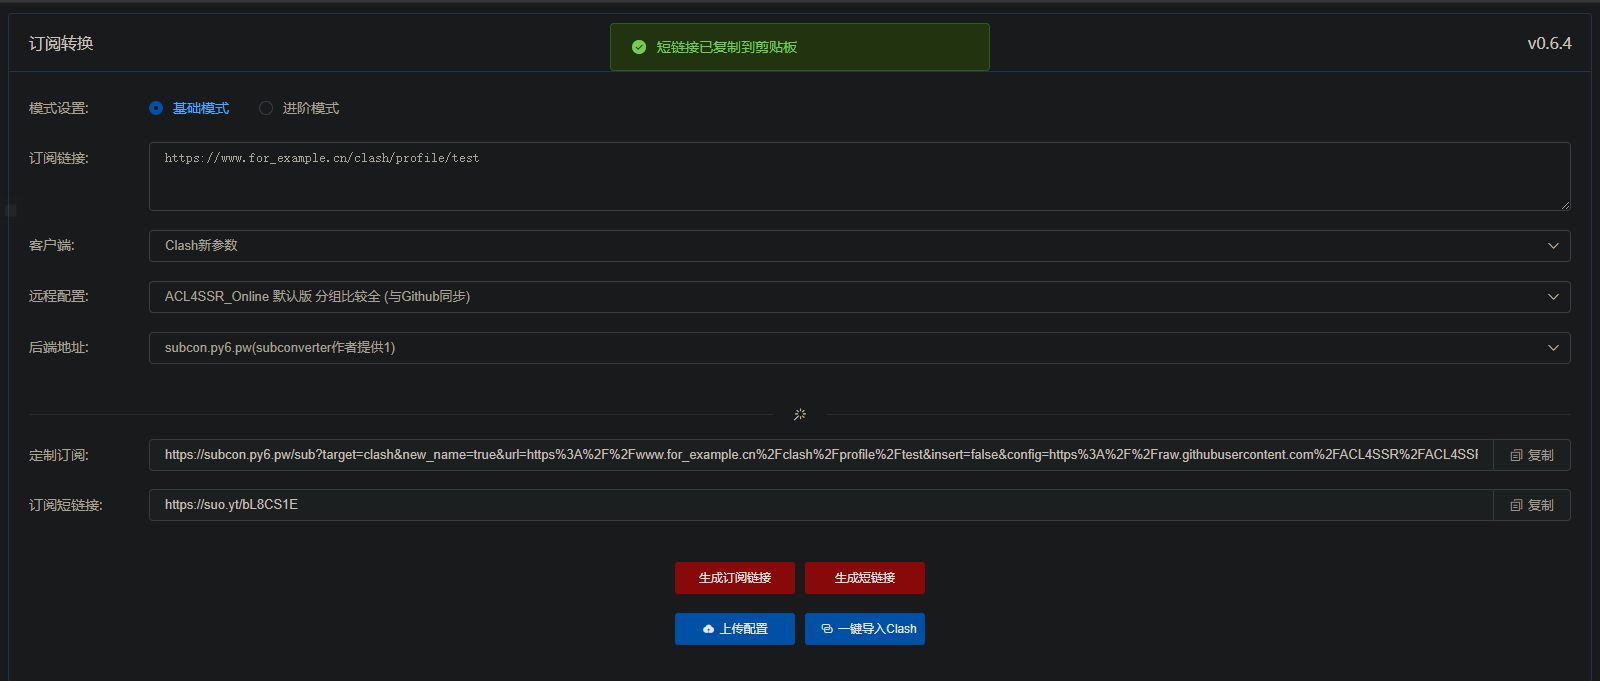 订阅转换
短链接已复制到剪贴板
v0.6.4
模式设置:
基础模式
进阶模式
订阅链接:
https://www.for_example.cn/clash/profile/test
客户端:
Clash新参数
远程配置:
ACL4SSR_Online 默认版 分组比较全 (与Github同步)
后端地址:
subcon.py6.pw(subconverter作者提供1)
定制订阅:
https://subcon.py6.pw/sub?target=clash&new_name=true&url=https%3A%2F%2Fwww.for_example.cn%2Fclash%2Fprofile%2Ftest&insert=false&config=https%3A%2F%2Fraw.githubusercontent.com%2FACL4SSR%2FACL4SSF
复制
订阅短链接:
https://suo.yt/bL8CS1E
复制
生成订阅链接
生成短链接
上传配置
一键导入Clash